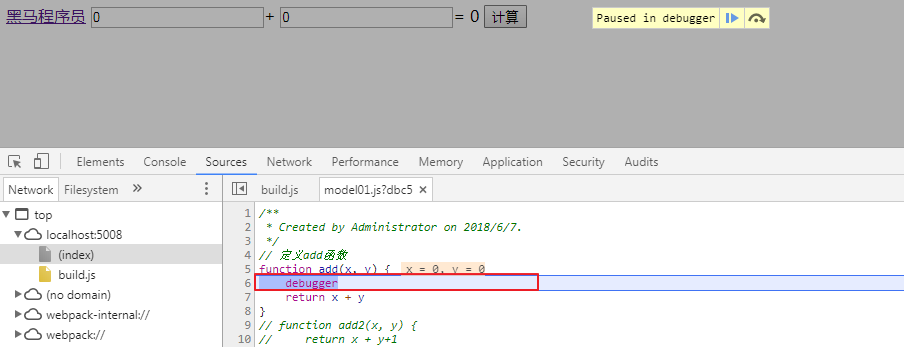 黑马程序员 0 + 0 = 0 计算 Paused in debugger
Elements Console Sources Network Performance Memory Application Security Audits
Network Filesystem » build.js model01.js?dbc5 ×
top
localhost:5008
(index)
build.js
(no domain)
webpack-internal://
webpack://
1 /**
2 * Created by Administrator on 2018/6/7.
3 */
4 // 定义add函数
5 function add(x, y) { x = 0, y = 0
6 debugger
7 return x + y
8 }
9 // function add2(x, y) {
10 // return x + y+1